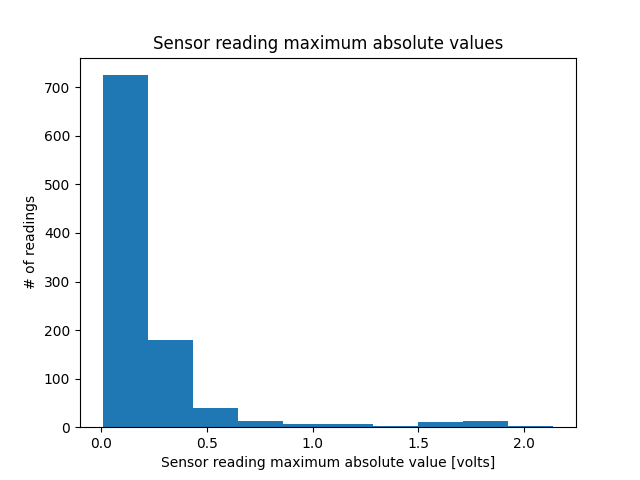 Sensor reading maximum absolute values
700
600
500
400
300
200
100
0
# of readings
0.0 0.5 1.0 1.5 2.0
Sensor reading maximum absolute value [volts]